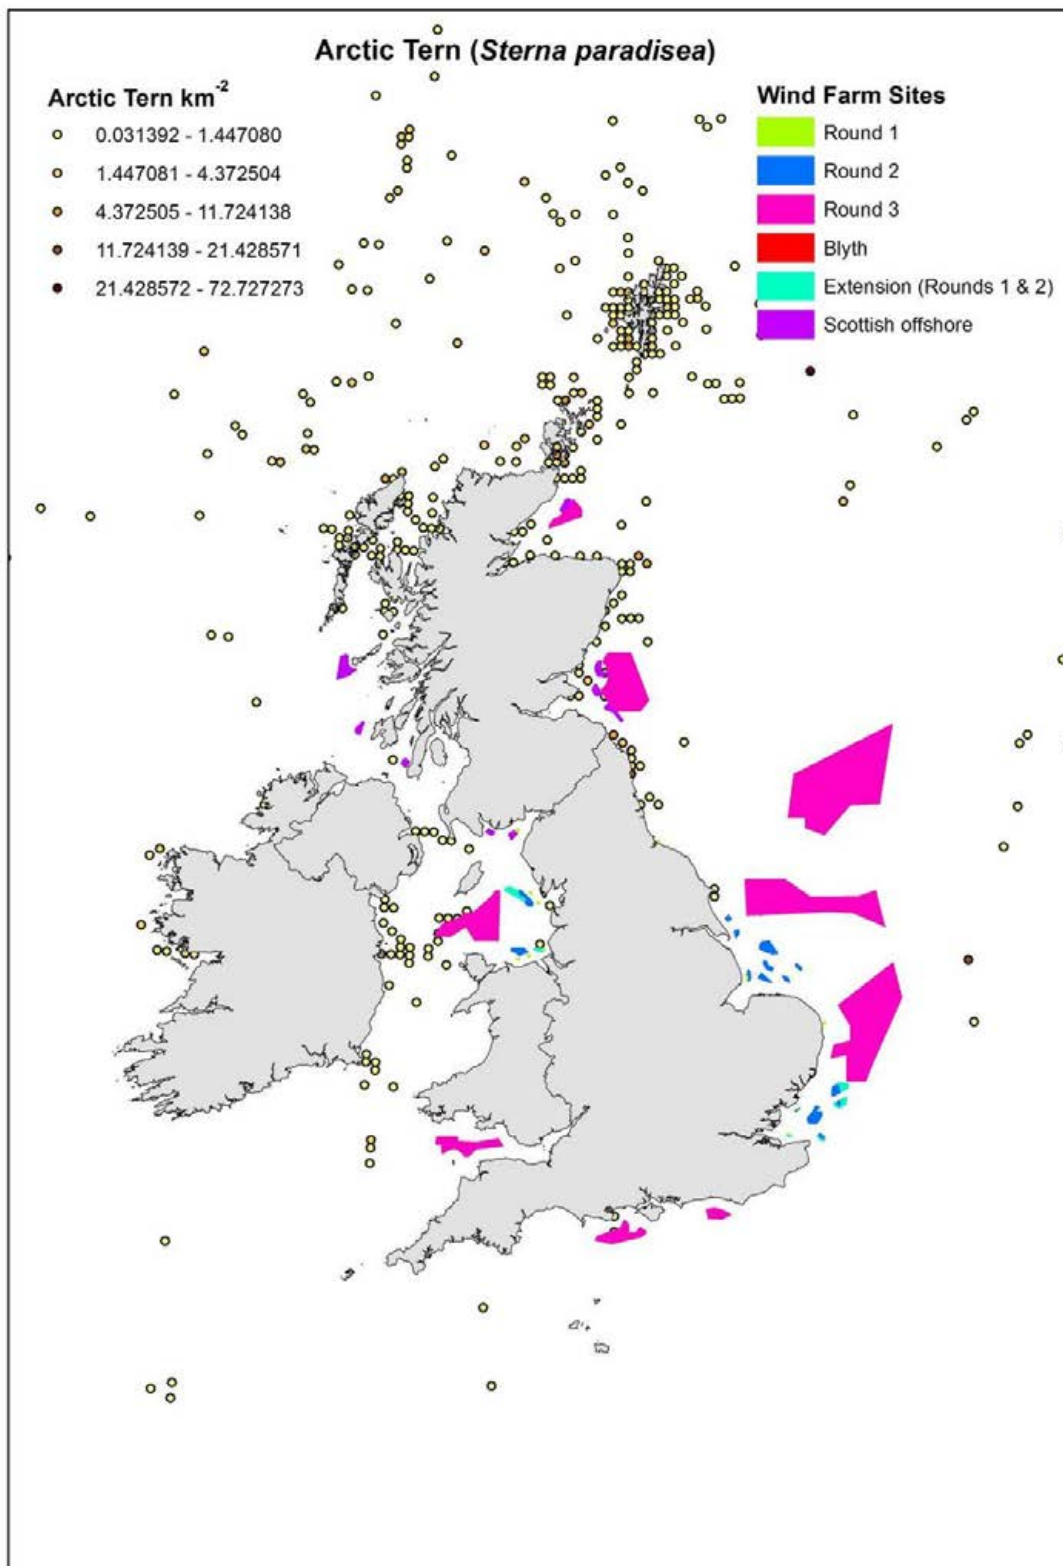 Arctic Tern (Sterna paradisea)
Arctic Tern km-2
0.031392 - 1.447080
1.447081 - 4.372504
4.372505 - 11.724138
11.724139 - 21.428571
21.428572 - 72.727273
Wind Farm Sites
Round 1
Round 2
Round 3
Blyth
Extension (Rounds 1 & 2)
Scottish offshore